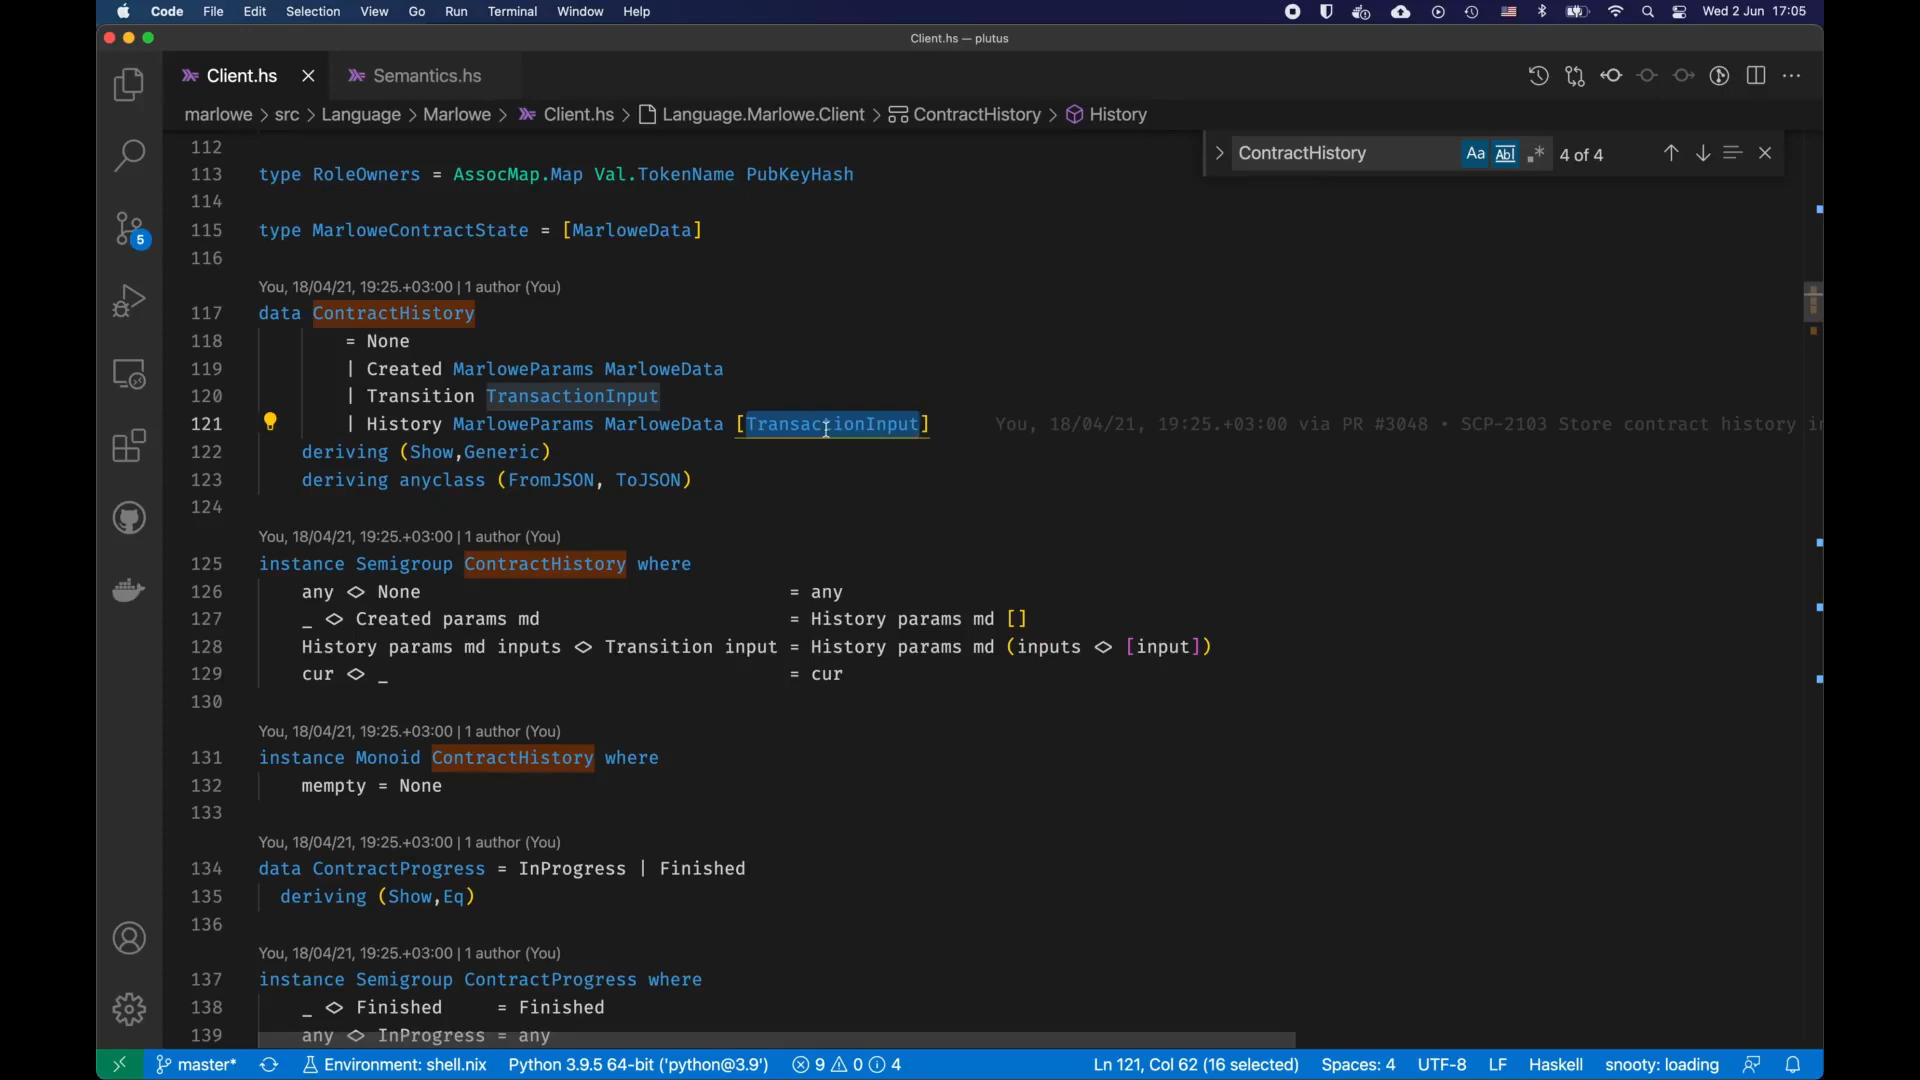 Code File Edit Selection View Go Run Terminal Window Help Wed 2 Jun 17:05
Client.hs — plutus
Client.hs Semantics.hs
marlowe > src > Language > Marlowe > Client.hs > Language.Marlowe.Client > ContractHistory > History
ContractHistory Aa Abl .* 4 of 4
5
112
113 type RoleOwners = AssocMap.Map Val.TokenName PubKeyHash
114
115 type MarloweContractState = [MarloweData]
116
You, 18/04/21, 19:25.+03:00 | 1 author (You)
117 data ContractHistory
118 = None
119 | Created MarloweParams MarloweData
120 | Transition TransactionInput
121 | History MarloweParams MarloweData [TransactionInput] You, 18/04/21, 19:25.+03:00 via PR #3048 • SCP-2103 Store contract history in
122 deriving (Show,Generic)
123 deriving anyclass (FromJSON, ToJSON)
124
You, 18/04/21, 19:25.+03:00 | 1 author (You)
125 instance Semigroup ContractHistory where
126 any <> None = any
127 _ <> Created params md = History params md []
128 History params md inputs <> Transition input = History params md (inputs <> [input])
129 cur <> _ = cur
130
You, 18/04/21, 19:25.+03:00 | 1 author (You)
131 instance Monoid ContractHistory where
132 mempty = None
133
You, 18/04/21, 19:25.+03:00 | 1 author (You)
134 data ContractProgress = InProgress | Finished
135 deriving (Show,Eq)
136
You, 18/04/21, 19:25.+03:00 | 1 author (You)
137 instance Semigroup ContractProgress where
138 _ <> Finished = Finished
139 any <> InProgress = any
master* Environment: shell.nix Python 3.9.5 64-bit ('python@3.9') 9 0 4 Ln 121, Col 62 (16 selected) Spaces: 4 UTF-8 LF Haskell snooty: loading